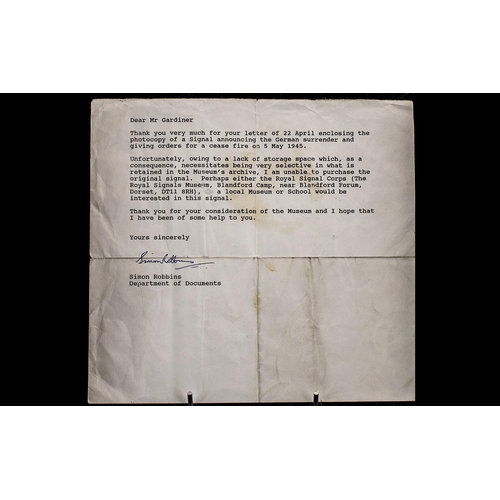 Dear Mr Gardiner
Thank you very much for your letter of 22 April enclosing the
photocopy of a Signal announcing the German surrender and
giving orders for a cease fire on 5 May 1945.
Unfortunately, owing to a lack of storage space which, as a
consequence, necessitates being very selective in what is
retained in the Museum's archive, I am unable to purchase the
original signal. Perhaps either the Royal Signal Corps (The
Royal Signals Museum, Blandford Camp, near Blandford Forum,
Dorset, DT11 8RH), a local Museum or School would be
interested in this signal.
Thank you for your consideration of the Museum and I hope that
I have been of some help to you.
Yours sincerely
Simon Robbins
Simon Robbins
Department of Documents